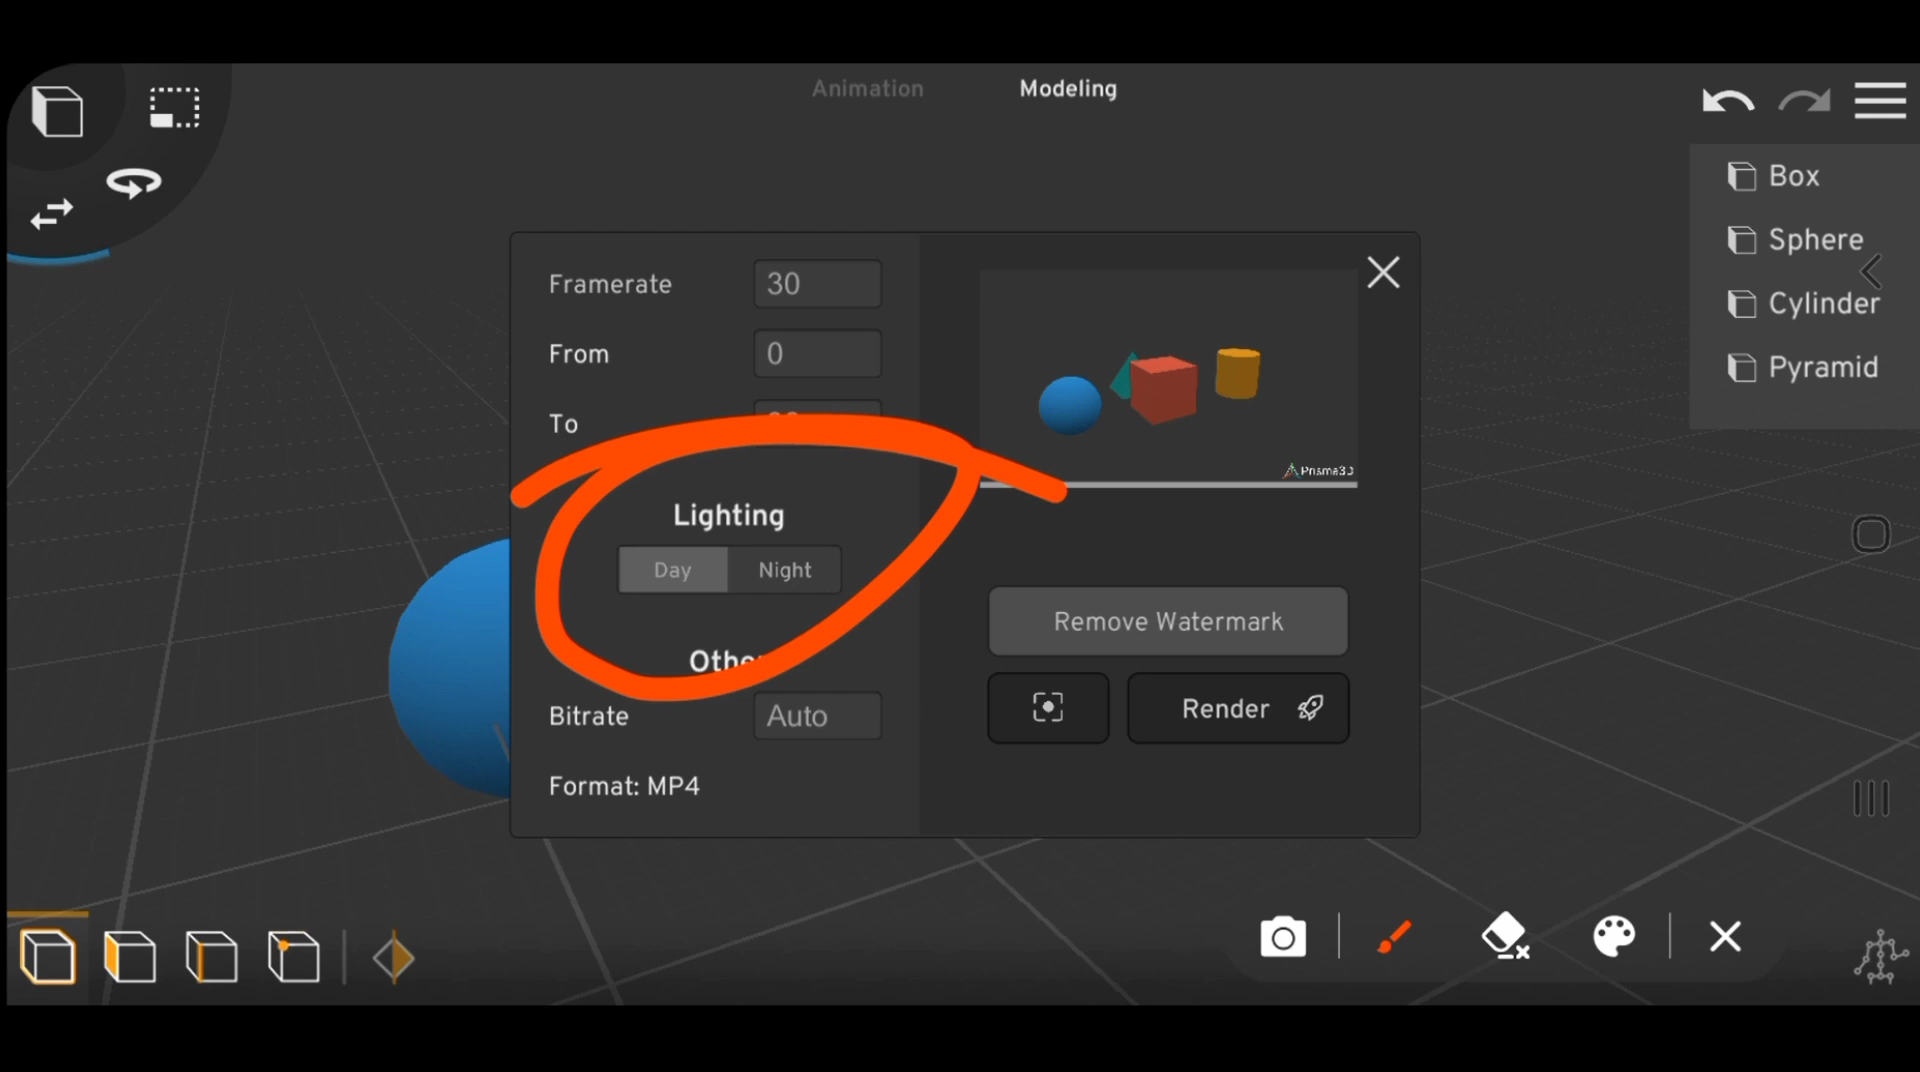 Animation
Modeling
Box
Sphere
Cylinder
Pyramid
Framerate
30
From
0
To
Lighting
Day
Night
Bitrate
Auto
Format: MP4
Prisma3D
Remove Watermark
Render